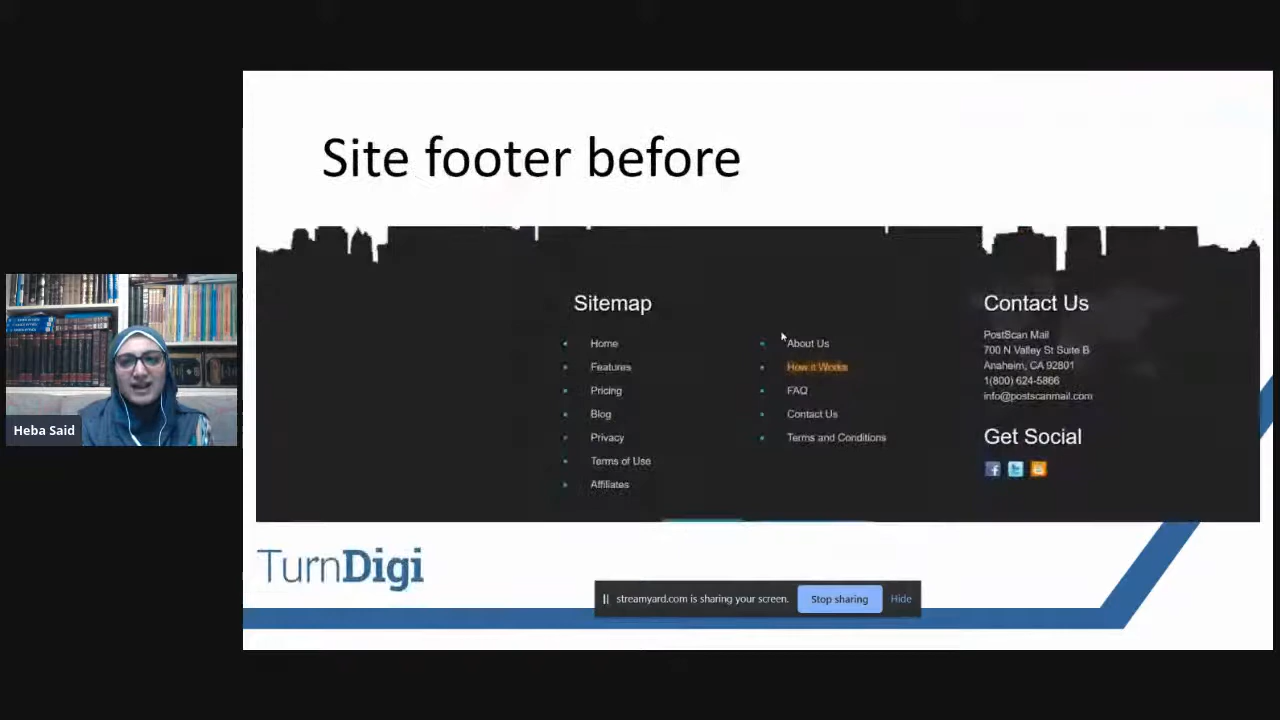 Site footer before
Sitemap
Home
Features
Pricing
Blog
Privacy
Terms of Use
Affiliates
About Us
How it Works
FAQ
Contact Us
Terms and Conditions
Contact Us
PostScan Mail
700 N Valley St Suite B
Anaheim, CA 92801
1(800) 624-5866
info@postscanmail.com
Get Social
Heba Said
TurnDigi
streamyard.com is sharing your screen.
Stop sharing
Hide